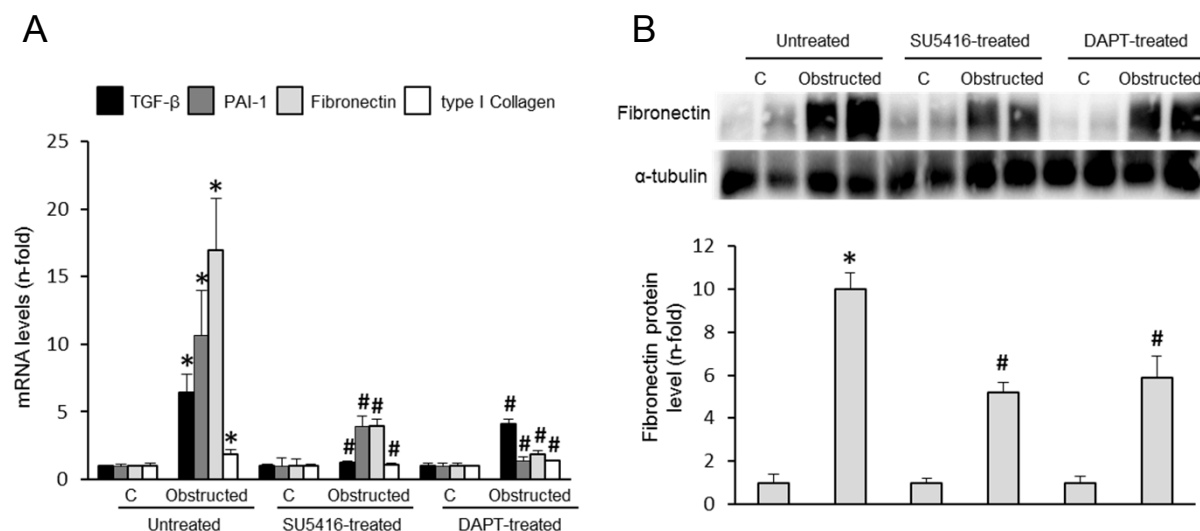 A
TGF-β PAI-1 Fibronectin type I Collagen
mRNA levels (n-fold)
25
20
15
10
5
0
* * * *
# # # #
# # # #
C Obstructed C Obstructed C Obstructed
Untreated SU5416-treated DAPT-treated
B
Untreated SU5416-treated DAPT-treated
C Obstructed C Obstructed C Obstructed
Fibronectin
α-tubulin
Fibronectin protein
level (n-fold)
12
10
8
6
4
2
0
* # #